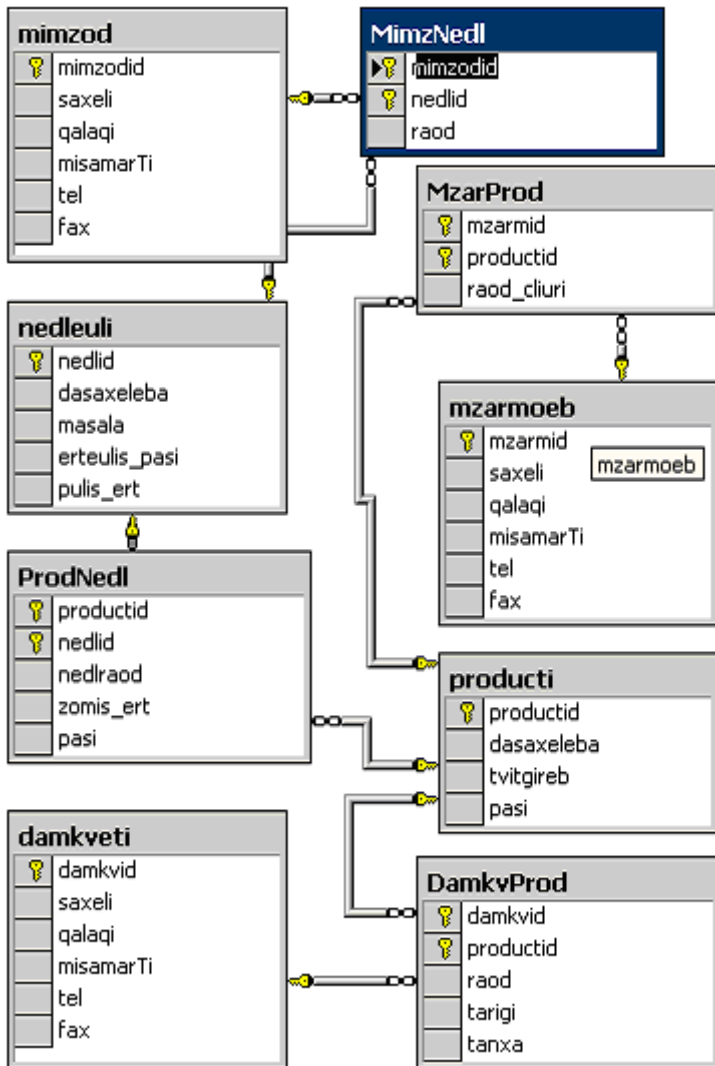 mimzod
mimzodid
saxeli
qalaqi
misamarTi
tel
fax
MimzNedl
mimzodid
nedlid
raod
MzarProd
mzarmid
productid
raod_cliuri
nedleuli
nedlid
dasaxeleba
masala
erteulis_pasi
pulis_ert
mzarmoeb
mzarmid
saxeli
mzarmoeb
qalaqi
misamarTi
tel
fax
ProdNedl
productid
nedlid
nedlraod
zomis_ert
pasi
producti
productid
dasaxeleba
tvitgireb
pasi
damkveti
damkvid
saxeli
qalaqi
misamarTi
tel
fax
DamkvProd
damkvid
productid
raod
tarigi
tanxa